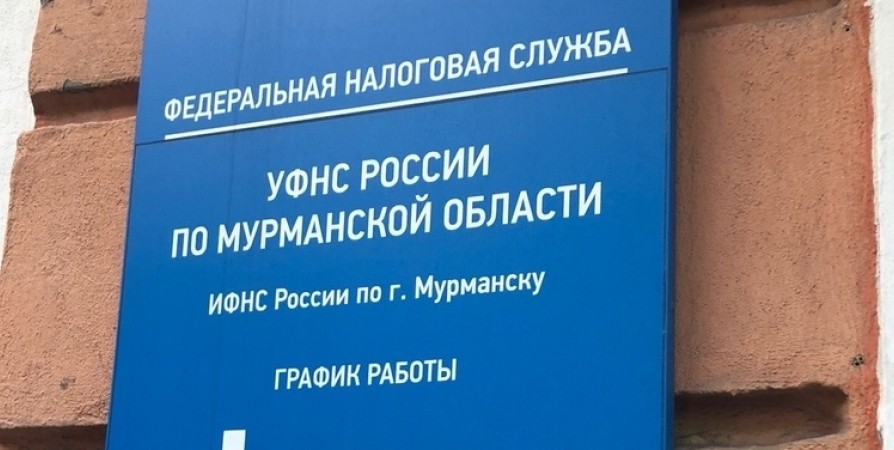 ФЕДЕРАЛЬНАЯ НАЛОГОВАЯ СЛУЖБА
УФНС РОССИИ
ПО МУРМАНСКОЙ ОБЛАСТИ
ИФНС России по г. Мурманску
ГРАФИК РАБОТЫ